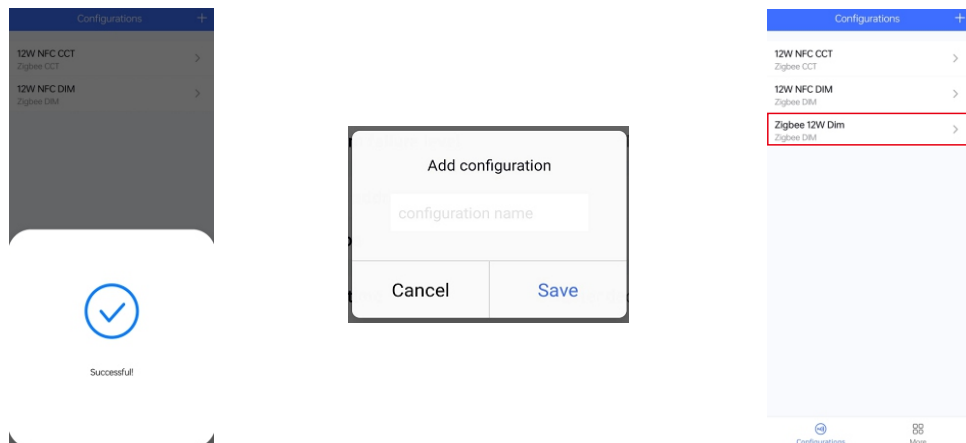 Configurations +
12W NFC CCT
Zigbee CCT
12W NFC DIM
Zigbee DIM
Successful!
Add configuration
configuration name
Cancel
Save
Configurations +
12W NFC CCT
Zigbee CCT
12W NFC DIM
Zigbee DIM
Zigbee 12W Dim
Zigbee DIM
Configurations
More